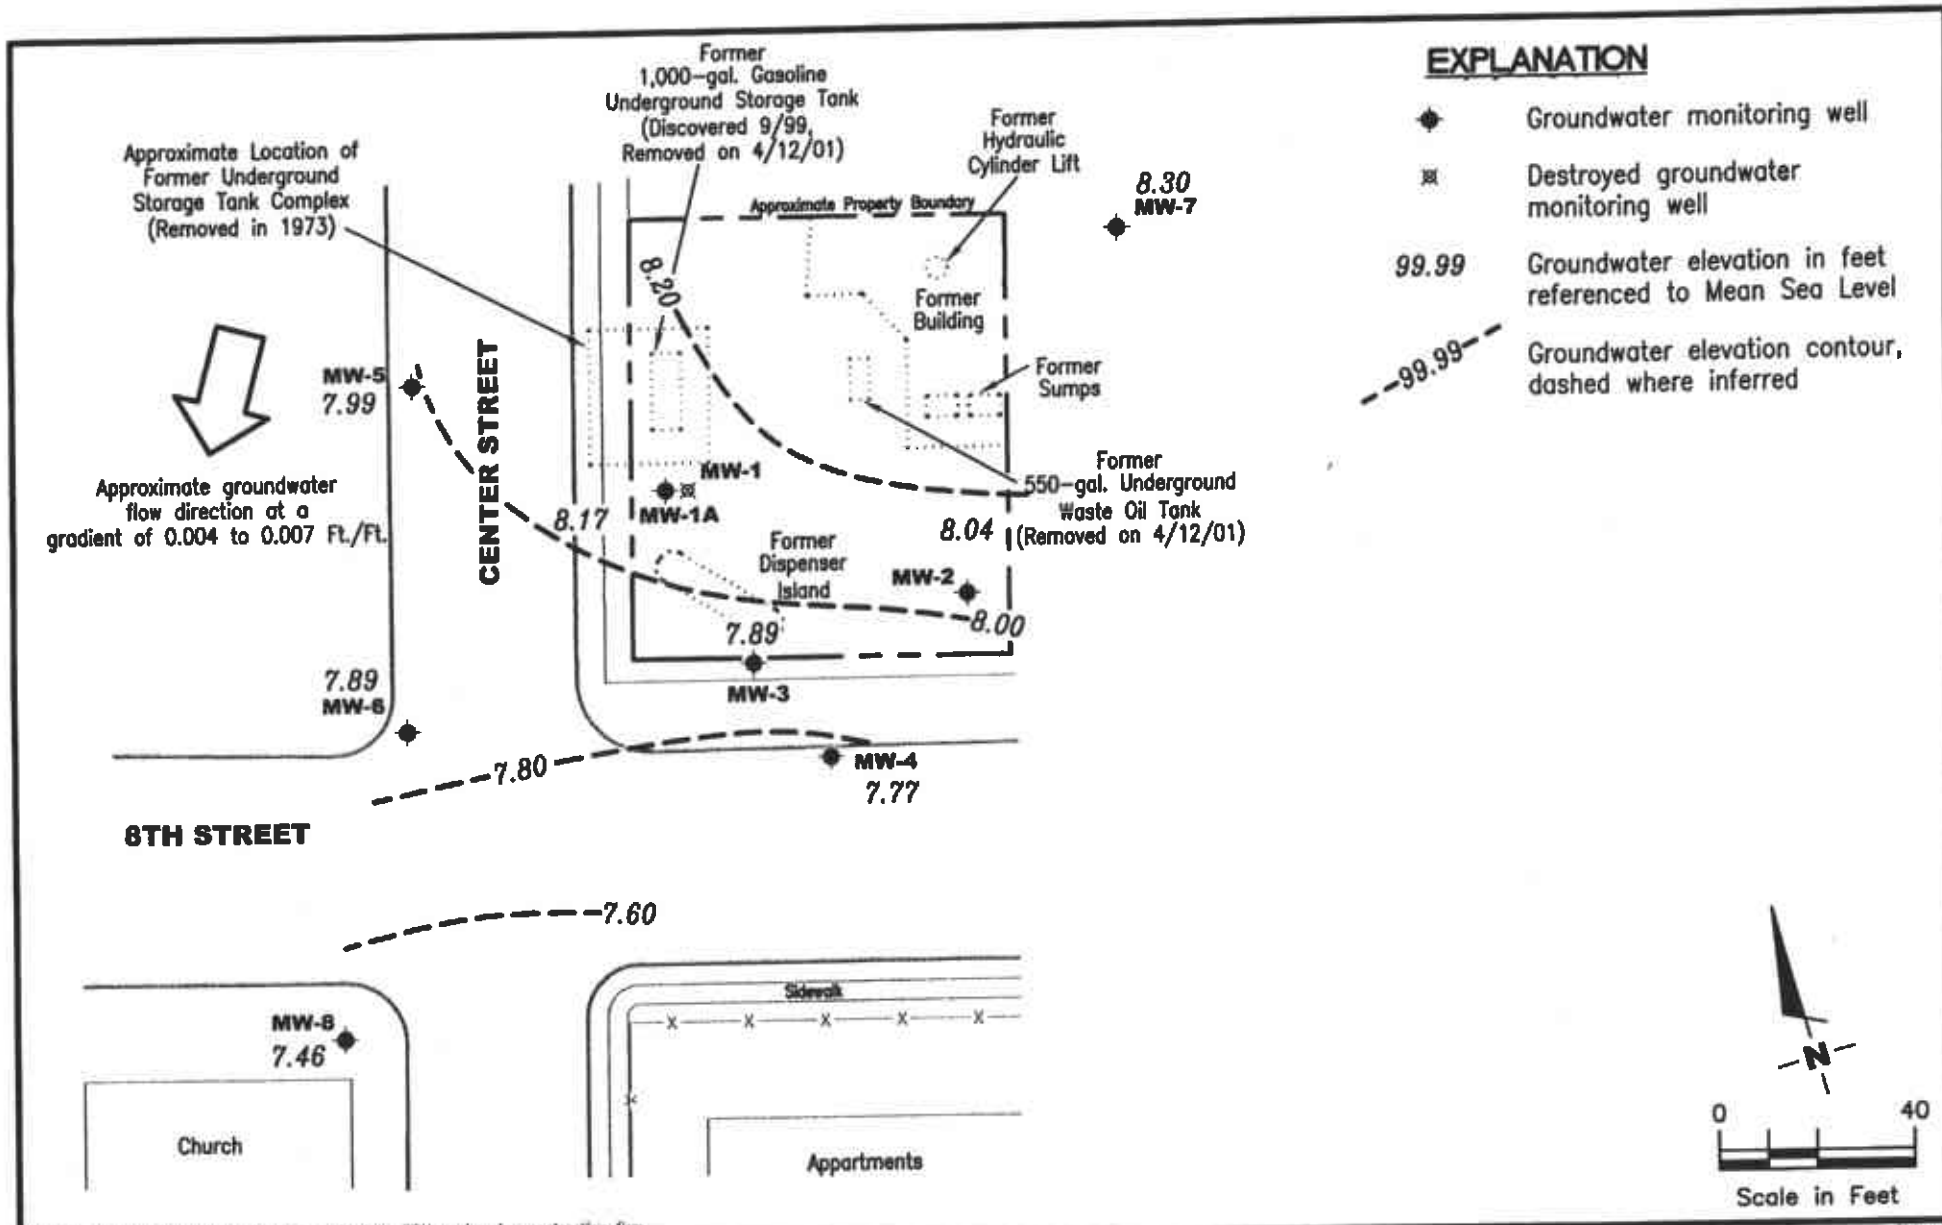 EXPLANATION
Groundwater monitoring well
Destroyed groundwater
monitoring well
99.99
Groundwater elevation in feet
referenced to Mean Sea Level
99.99
Groundwater elevation contour,
dashed where inferred
Former
1,000-gal. Gasoline
Underground Storage Tank
(Discovered 9/99,
Removed on 4/12/01)
Former
Hydraulic
Cylinder Lift
Approximate Location of
Former Underground
Storage Tank Complex
(Removed in 1973)
8.30
MW-7
Approximate Property Boundary
8.20
Former
Building
Former
Sumps
MW-5
7.99
CENTER STREET
Approximate groundwater
flow direction at a
gradient of 0.004 to 0.007 Ft./Ft.
MW-1
8.17
MW-1A
Former
550-gal. Underground
Waste Oil Tank
(Removed on 4/12/01)
8.04
Former
Dispenser
Island
MW-2
8.00
7.89
MW-3
7.89
MW-6
7.80
MW-4
7.77
8TH STREET
7.60
Sidewalk
X X X X X
X
MW-8
7.46
Church
Appartments
N
0 40
Scale in Feet